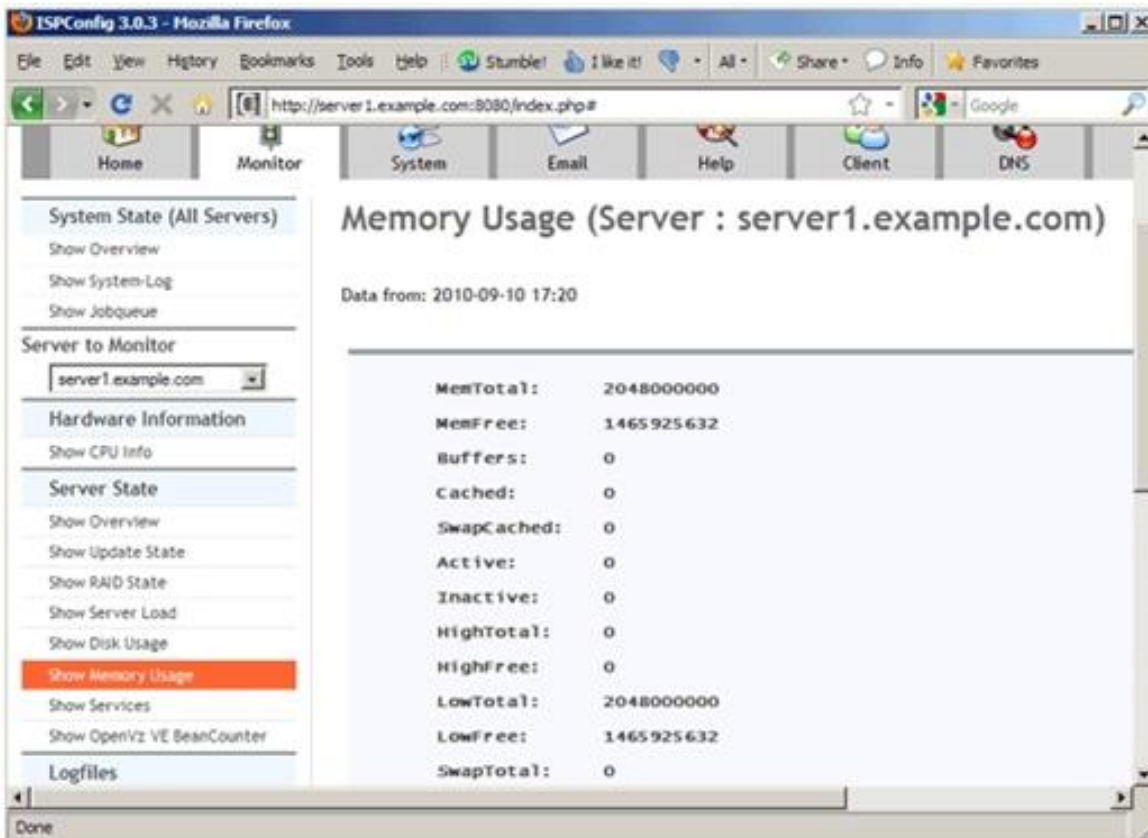 ISPConfig 3.0.3 - Mozilla Firefox
File Edit View History Bookmarks Tools Help Stumble! I like it! All Share Info Favorites
http://server1.example.com:8080/index.php# Google
Home Monitor System Email Help Client DNS
System State (All Servers)
Show Overview
Show System-Log
Show Jobqueue
Server to Monitor
server1.example.com
Hardware Information
Show CPU Info
Server State
Show Overview
Show Update State
Show RAID State
Show Server Load
Show Disk Usage
Show Memory Usage
Show Services
Show OpenVz VE BeanCounter
Logfiles
Memory Usage (Server : server1.example.com)
Data from: 2010-09-10 17:20
MemTotal: 2048000000
MemFree: 1465925632
Buffers: 0
Cached: 0
SwapCached: 0
Active: 0
Inactive: 0
HighTotal: 0
HighFree: 0
LowTotal: 2048000000
LowFree: 1465925632
SwapTotal: 0
Done